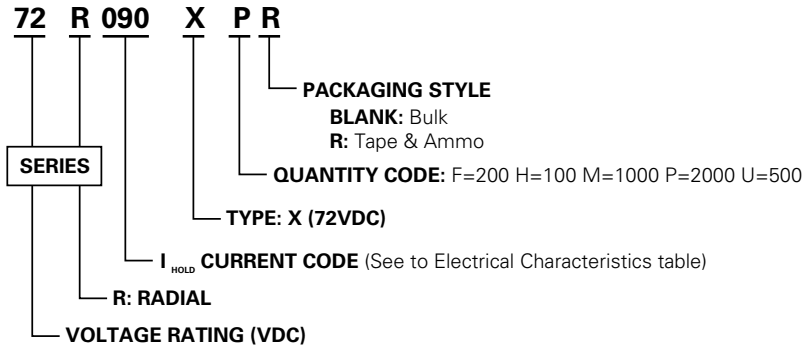 72 R 090 X P R
PACKAGING STYLE
BLANK: Bulk
R: Tape & Ammo
SERIES
QUANTITY CODE: F=200 H=100 M=1000 P=2000 U=500
TYPE: X (72VDC)
I HOLD CURRENT CODE (See to Electrical Characteristics table)
R: RADIAL
VOLTAGE RATING (VDC)